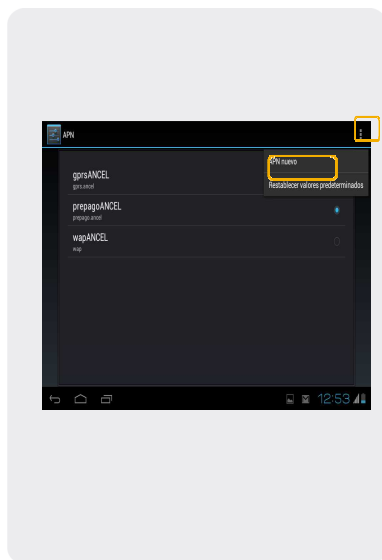 APN
APN nuevo
Restablecer valores predeterminados
gprsANCEL
gprs.ancel
prepagoANCEL
prepago.ancel
wapANCEL
wap
12:53